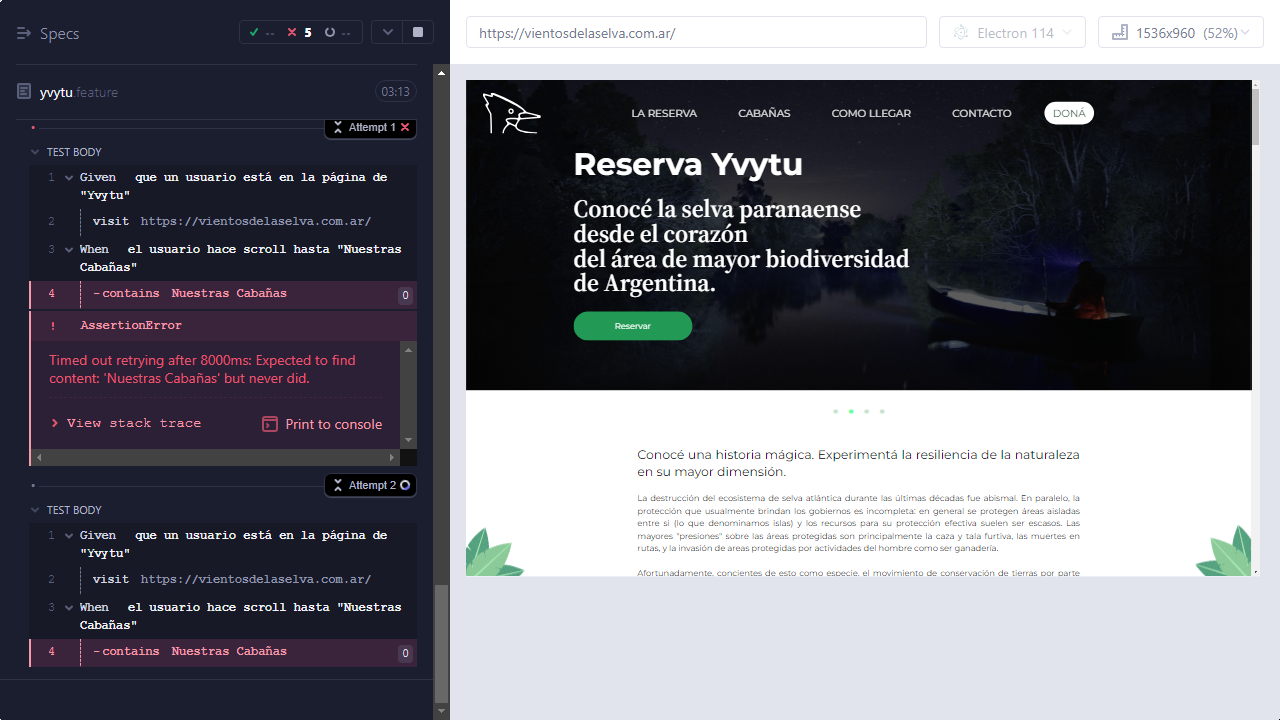 Specs
-- 5 --
yvytu.feature
03:13
Attempt 1
TEST BODY
1 Given que un usuario está en la página de
"Yvytu"
2 visit https://vientosdelaselva.com.ar/
3 When el usuario hace scroll hasta "Nuestras
Cabañas"
4 -contains Nuestras Cabañas 0
! AssertionError
Timed out retrying after 8000ms: Expected to find
content: 'Nuestras Cabañas' but never did.
View stack trace
Print to console
Attempt 2
TEST BODY
1 Given que un usuario está en la página de
"Yvytu"
2 visit https://vientosdelaselva.com.ar/
3 When el usuario hace scroll hasta "Nuestras
Cabañas"
4 -contains Nuestras Cabañas 0
https://vientosdelaselva.com.ar/
Electron 114
1536x960 (52%)
LA RESERVA
CABAÑAS
COMO LLEGAR
CONTACTO
DONÁ
Reserva Yvytu
Conocé la selva paranaense
desde el corazón
del área de mayor biodiversidad
de Argentina.
Reservar
Conocé una historia mágica. Experimentá la resiliencia de la naturaleza
en su mayor dimensión.
La destrucción del ecosistema de selva atlántica durante las últimas décadas fue abismal. En paralelo, la
protección que usualmente brindan los gobiernos es incompleta: en general se protegen áreas aisladas
entre si (lo que denominamos islas) y los recursos para su protección efectiva suelen ser escasos. Las
mayores "presiones" sobre las áreas protegidas son principalmente la caza y tala furtiva, las muertes en
rutas, y la invasión de areas protegidas por actividades del hombre como ser ganadería.
Afortunadamente, concientes de esto como especie, el movimiento de conservación de tierras por parte